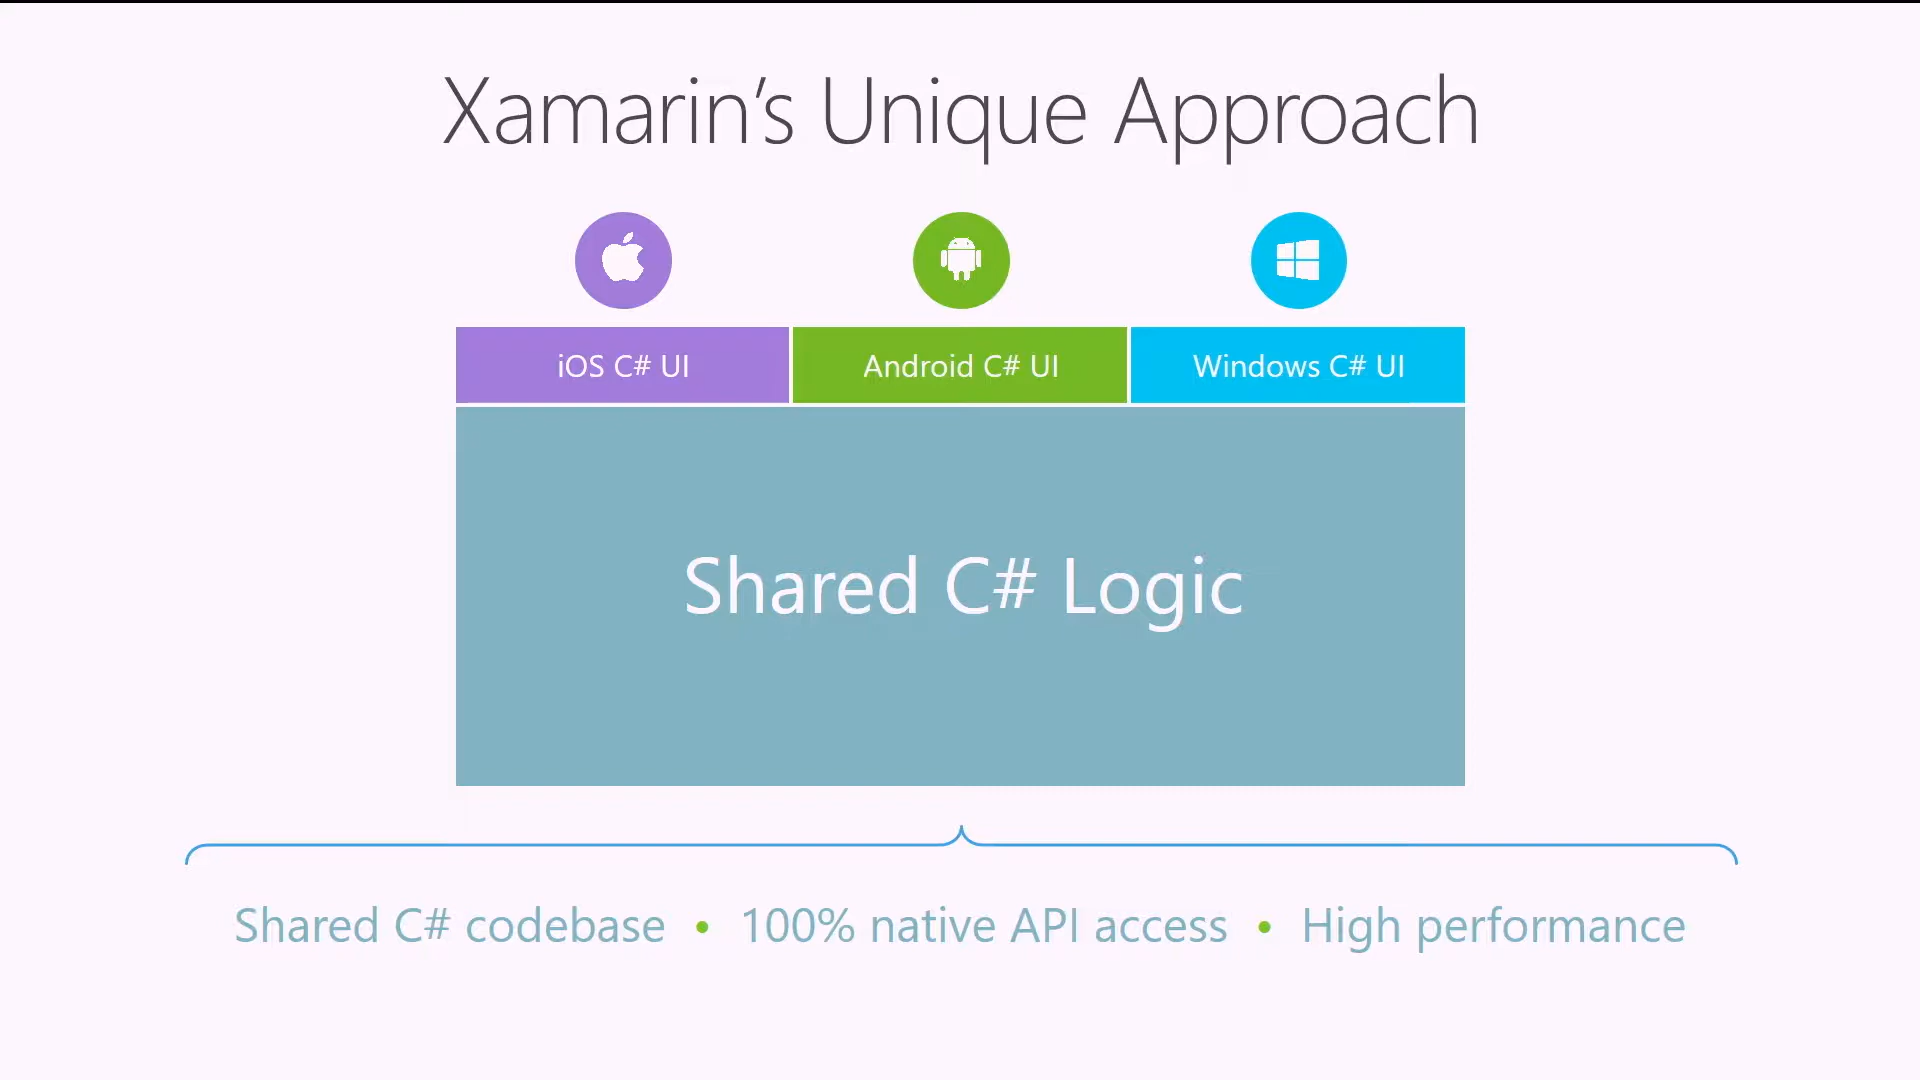 Xamarin’s Unique Approach
iOS C# UI
Android C# UI
Windows C# UI
Shared C# Logic
Shared C# codebase • 100% native API access • High performance